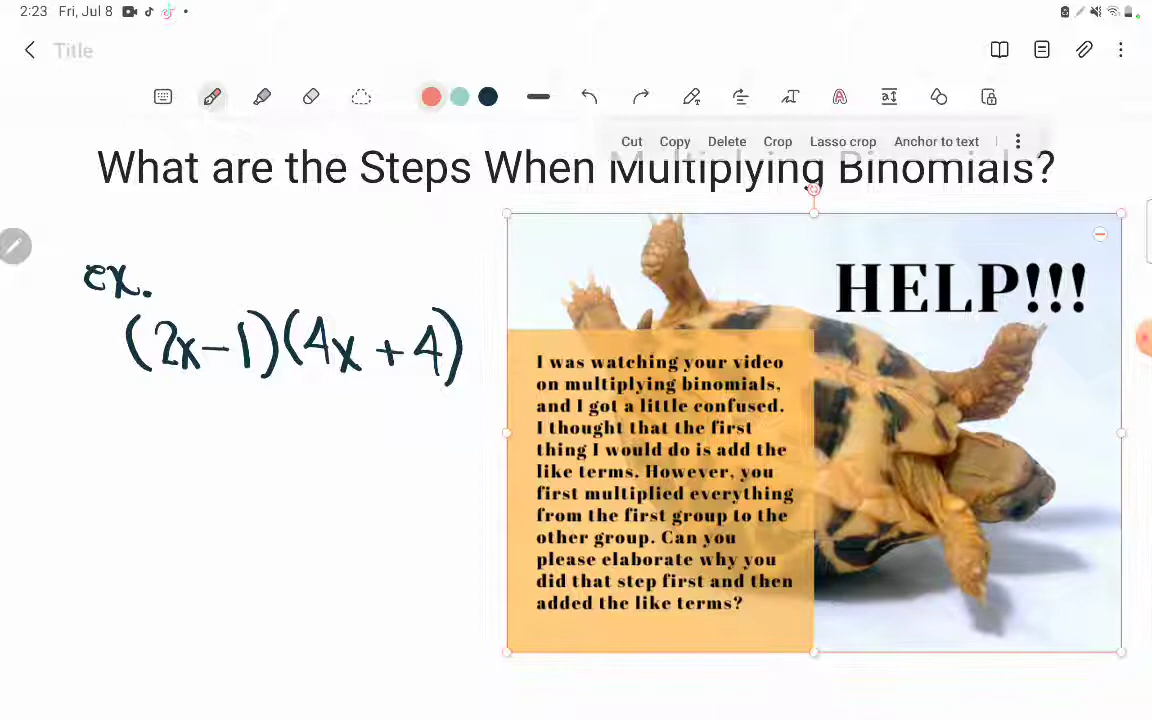 2:23 Fri, Jul 8
Title
Cut Copy Delete Crop Lasso crop Anchor to text
What are the Steps When Multiplying Binomials?
ex.
(2x-1)(4x+4)
HELP!!!
I was watching your video
on multiplying binomials,
and I got a little confused.
I thought that the first
thing I would do is add the
like terms. However, you
first multiplied everything
from the first group to the
other group. Can you
please elaborate why you
did that step first and then
added the like terms?